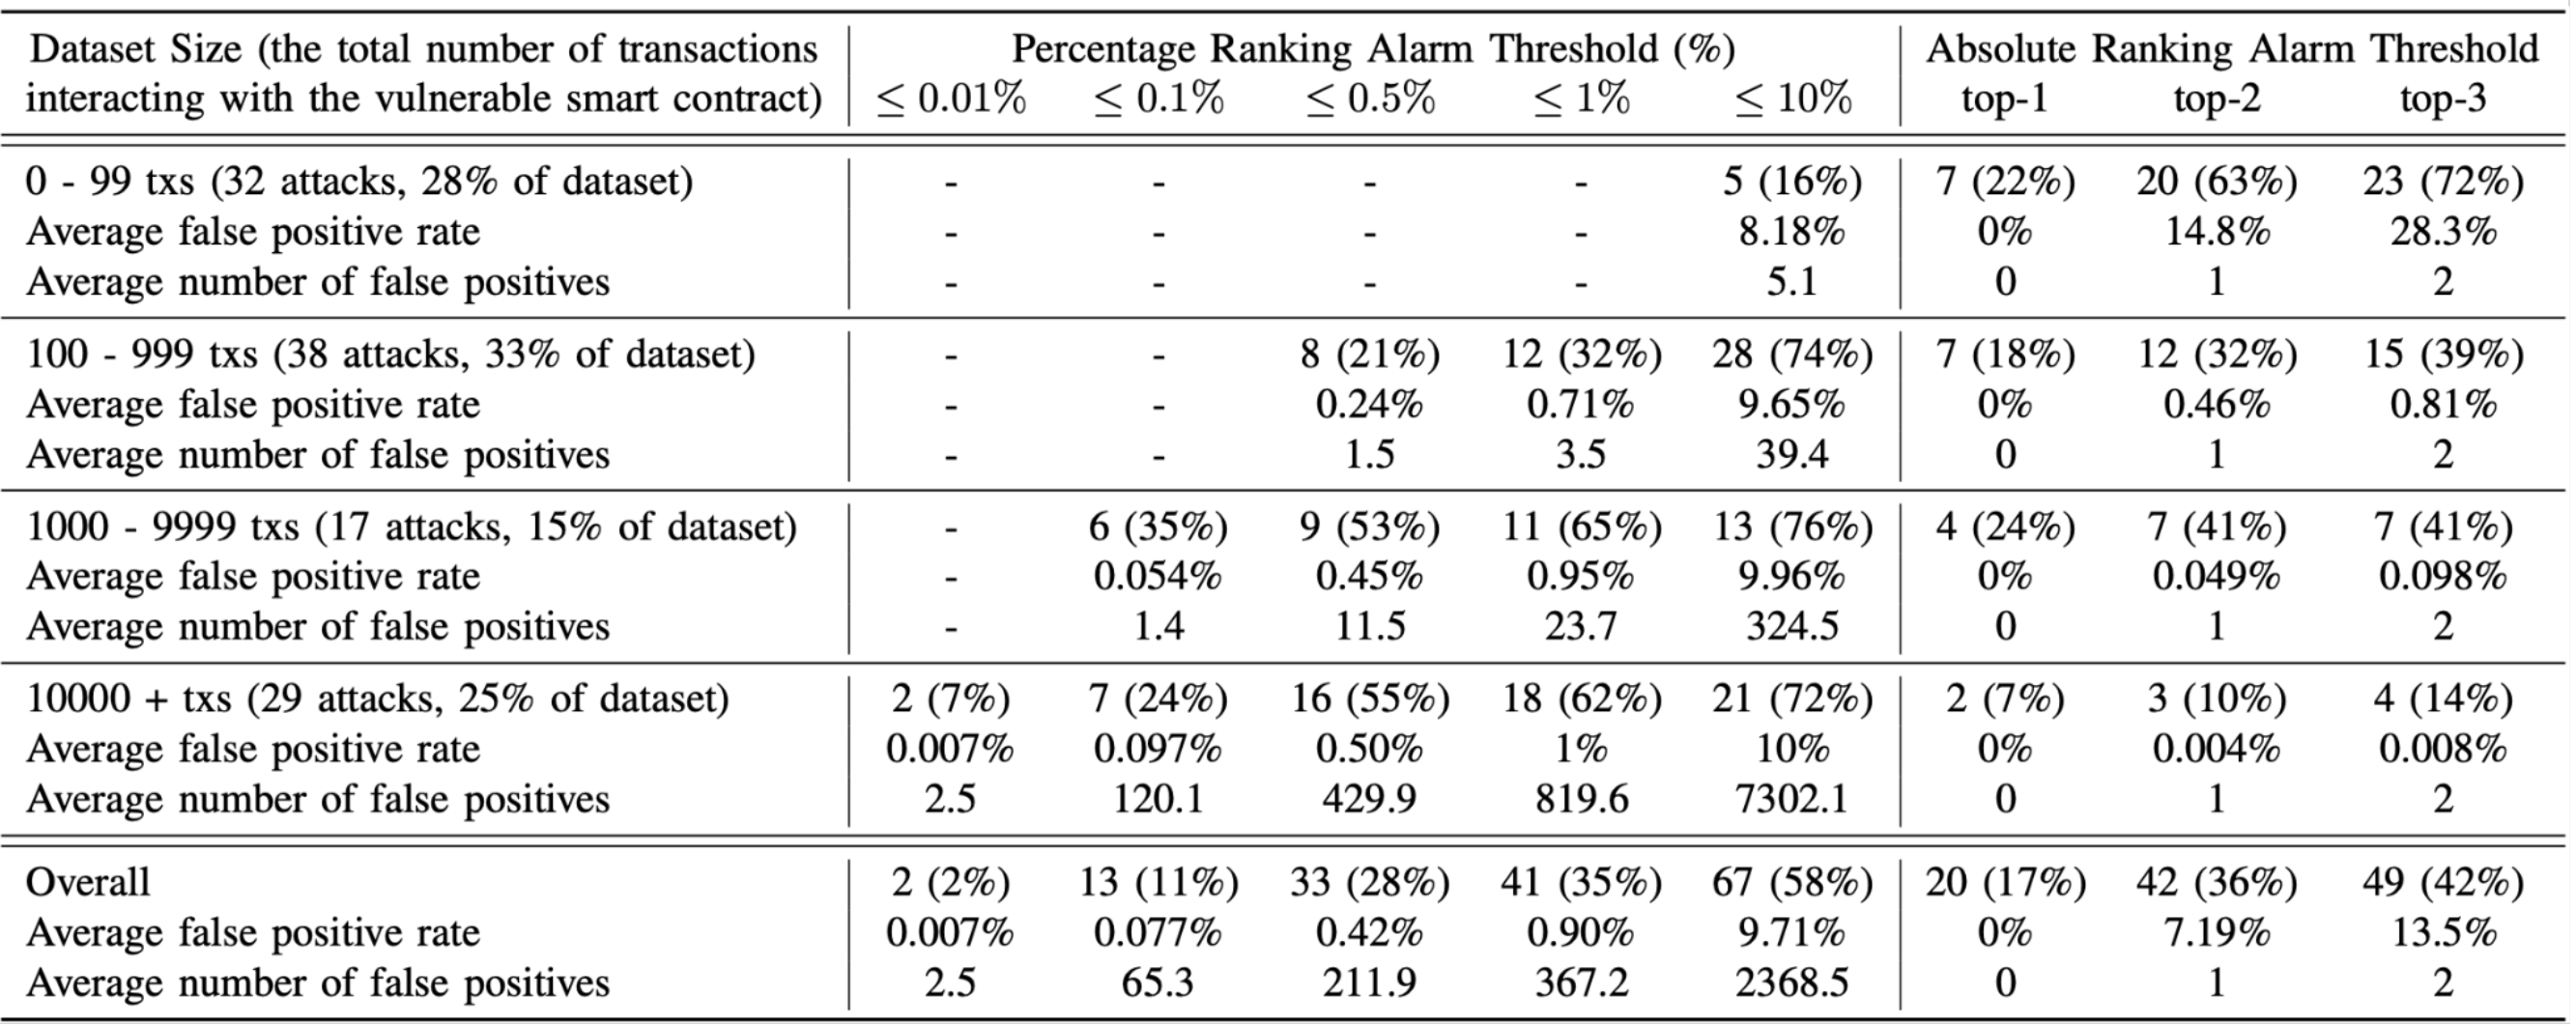 Dataset Size (the total number of transactions Percentage Ranking Alarm Threshold (%) Absolute Ranking Alarm Threshold
interacting with the vulnerable smart contract) ≤ 0.01% ≤ 0.1% ≤ 0.5% ≤ 1% ≤ 10% top-1 top-2 top-3
0 - 99 txs (32 attacks, 28% of dataset) - - - - 5 (16%) 7 (22%) 20 (63%) 23 (72%)
Average false positive rate - - - - 8.18% 0% 14.8% 28.3%
Average number of false positives - - - - 5.1 0 1 2
100 - 999 txs (38 attacks, 33% of dataset) - - 8 (21%) 12 (32%) 28 (74%) 7 (18%) 12 (32%) 15 (39%)
Average false positive rate - - 0.24% 0.71% 9.65% 0% 0.46% 0.81%
Average number of false positives - - 1.5 3.5 39.4 0 1 2
1000 - 9999 txs (17 attacks, 15% of dataset) - 6 (35%) 9 (53%) 11 (65%) 13 (76%) 4 (24%) 7 (41%) 7 (41%)
Average false positive rate - 0.054% 0.45% 0.95% 9.96% 0% 0.049% 0.098%
Average number of false positives - 1.4 11.5 23.7 324.5 0 1 2
10000 + txs (29 attacks, 25% of dataset) 2 (7%) 7 (24%) 16 (55%) 18 (62%) 21 (72%) 2 (7%) 3 (10%) 4 (14%)
Average false positive rate 0.007% 0.097% 0.50% 1% 10% 0% 0.004% 0.008%
Average number of false positives 2.5 120.1 429.9 819.6 7302.1 0 1 2
Overall 2 (2%) 13 (11%) 33 (28%) 41 (35%) 67 (58%) 20 (17%) 42 (36%) 49 (42%)
Average false positive rate 0.007% 0.077% 0.42% 0.90% 9.71% 0% 7.19% 13.5%
Average number of false positives 2.5 65.3 211.9 367.2 2368.5 0 1 2